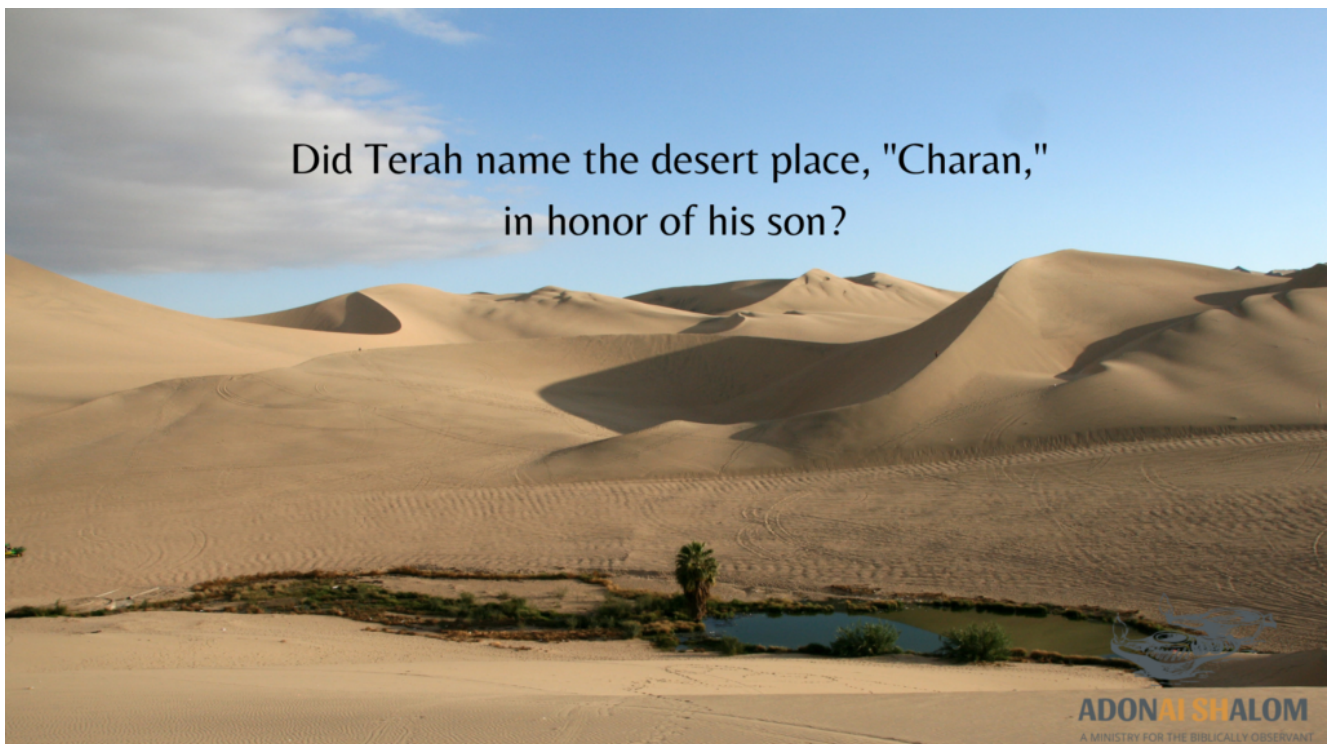 Did Terah name the desert place, "Charan,"
in honor of his son?
ADONAI SHALOM
A MINISTRY FOR THE BIBLICALLY OBSERVANT